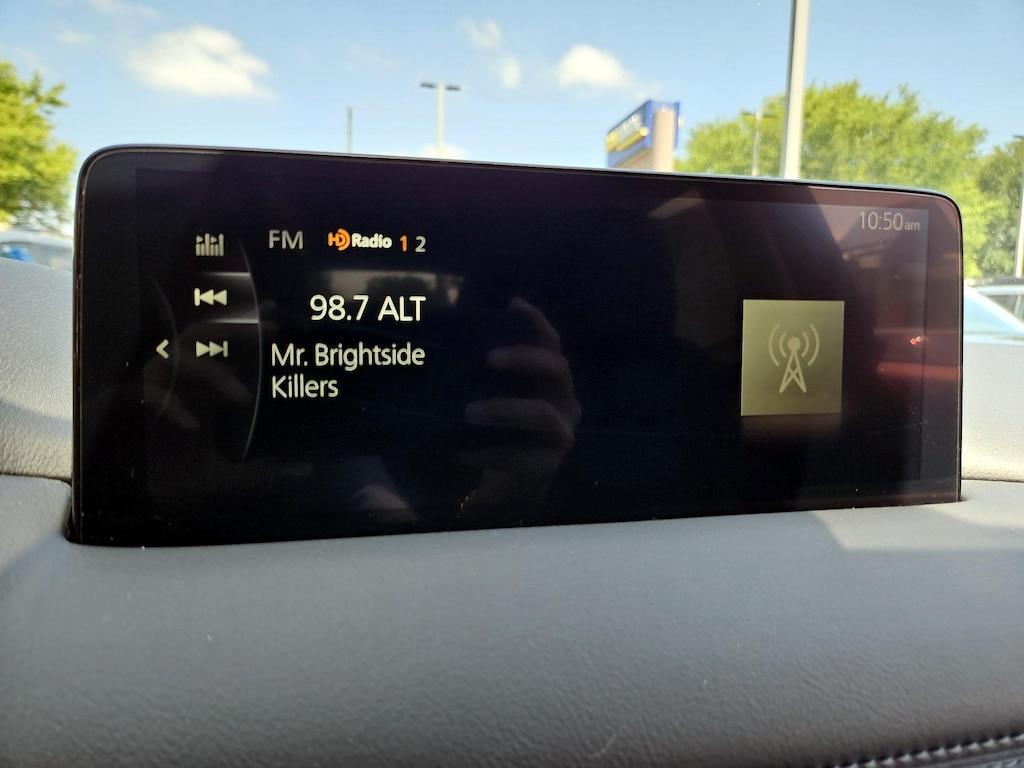 10:50am
FM HD Radio 1 2
98.7 ALT
Mr. Brightside
Killers